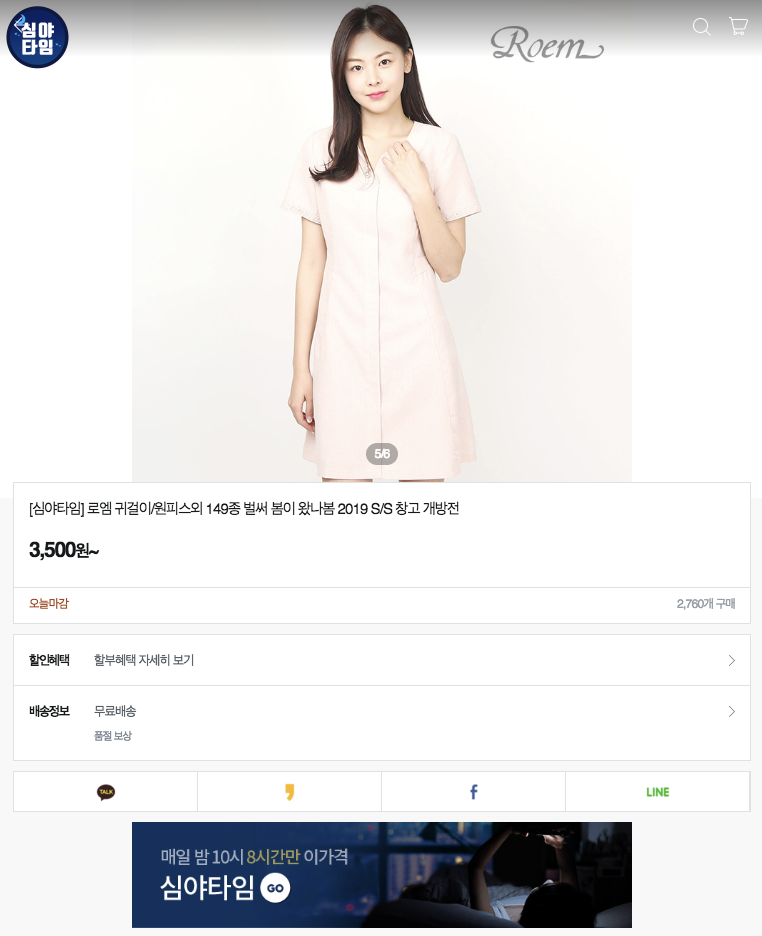 심야
타임
Roem
5/6
[심야타임] 로엠 귀걸이/원피스외 149종 벌써 봄이 왔나봄 2019 S/S 창고 개방전
3,500원~
오늘마감
2,760개 구매
할인혜택
할부혜택 자세히 보기
배송정보
무료배송
품절 보상
TALK
LINE
매일 밤 10시 8시간만 이가격
심야타임 GO